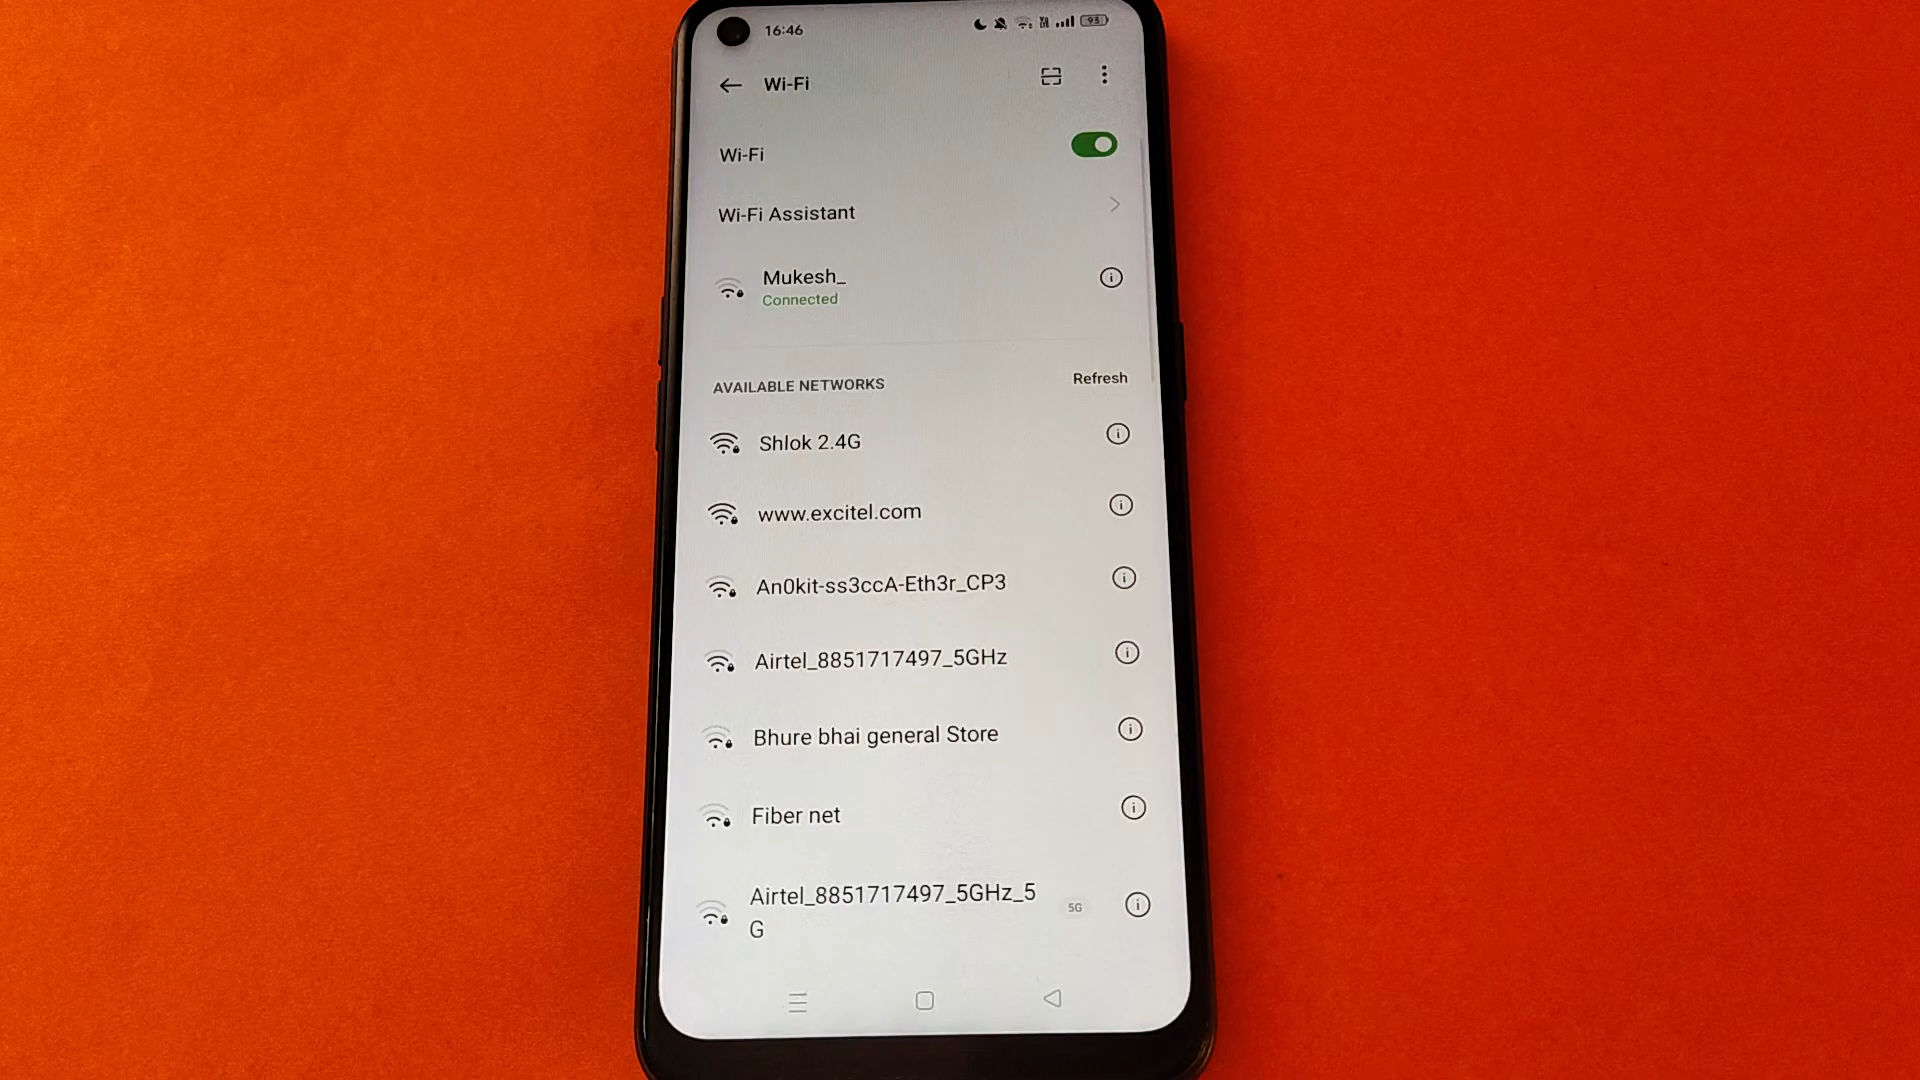 16:46
93
Wi-Fi
Wi-Fi
Wi-Fi Assistant
Mukesh_
Connected
AVAILABLE NETWORKS Refresh
Shlok 2.4G
www.excitel.com
An0kit-ss3ccA-Eth3r_CP3
Airtel_8851717497_5GHz
Bhure bhai general Store
Fiber net
Airtel_8851717497_5GHz_5
G
5G